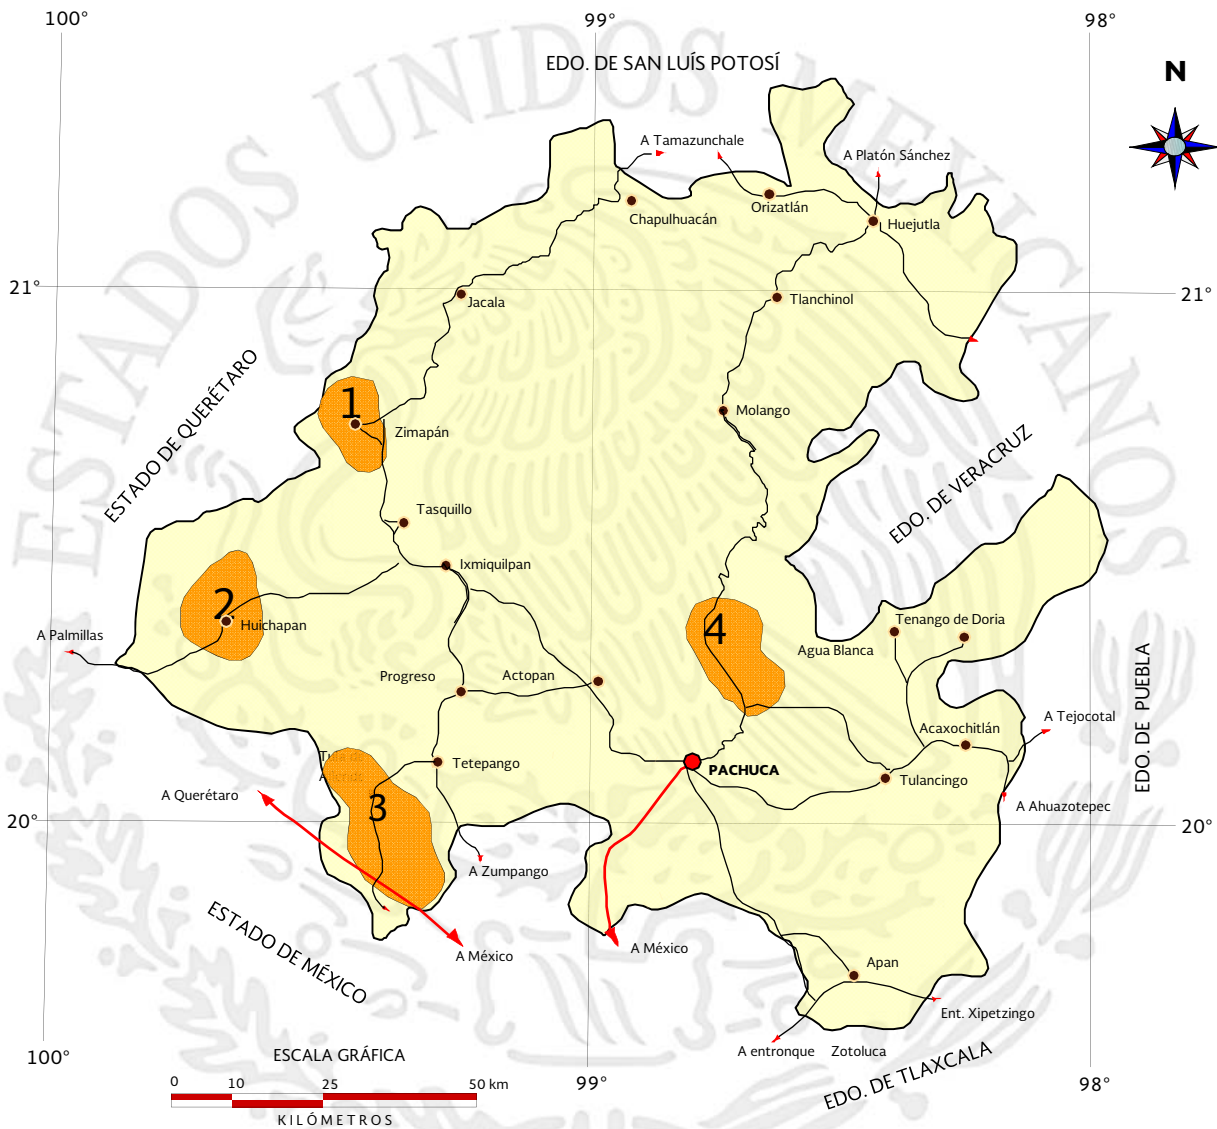 100°
99°
98°
ESTADOS UNIDOS MEXICANOS
EDO. DE SAN LUÍS POTOSÍ
N
A Tamazunchale
A Platón Sánchez
Orizatlán
Chapulhuacán
Huejutla
21°
21°
Jacala
Tlanchinol
ESTADO DE QUERÉTARO
1
Molango
Zimapán
EDO. DE VERACRUZ
Tasquillo
Ixmiquilpan
2
Huichapan
4
Tenango de Doria
A Palmillas
Agua Blanca
Progreso
Actopan
EDO. DE PUEBLA
A Tejocotal
Acaxochitlán
Tetepango
PACHUCA
Tulancingo
A Querétaro
3
A Ahuazotepec
20°
20°
A Zumpango
ESTADO DE MÉXICO
A México
A México
Apan
Ent. Xipetzingo
A entronque Zotoluca
EDO. DE TLAXCALA
100°
99°
98°
ESCALA GRÁFICA
0 10 25 50 km
KILÓMETROS